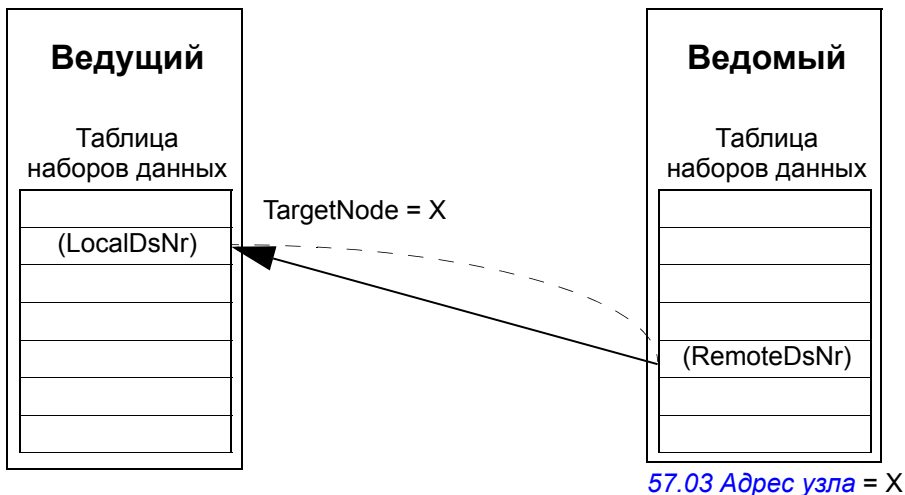 Ведущий
Ведомый
Таблица
наборов данных
Таблица
наборов данных
TargetNode = X
(LocalDsNr)
(RemoteDsNr)
57.03 Адрес узла = X